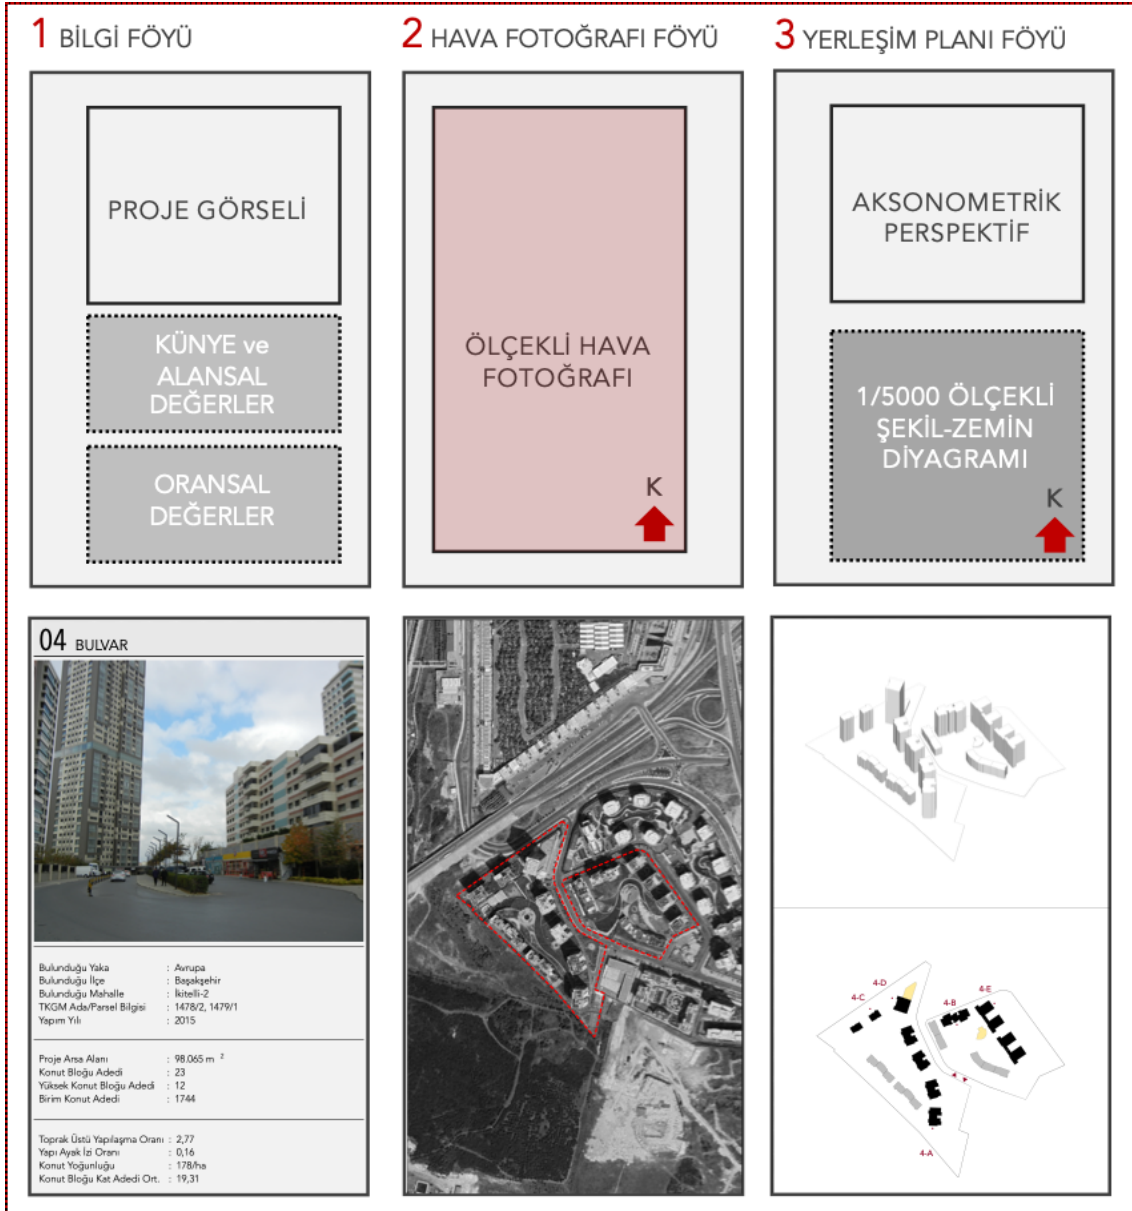 1 BİLGİ FÖYÜ
2 HAVA FOTOĞRAFI FÖYÜ
3 YERLEŞİM PLANI FÖYÜ
PROJE GÖRSELİ
KÜNYE ve
ALANSAL
DEĞERLER
ORANSAL
DEĞERLER
ÖLÇEKLİ HAVA
FOTOĞRAFI
K
AKSONOMETRİK
PERSPEKTİF
1/5000 ÖLÇEKLİ
ŞEKİL-ZEMİN
DİYAGRAMI
K
04 BULVAR
Bulunduğu Yaka : Avrupa
Bulunduğu İlçe : Başakşehir
Bulunduğu Mahalle : İkitelli-2
TKGM Ada/Parsel Bilgisi : 1478/2, 1479/1
Yapım Yılı : 2015
Proje Arsa Alanı : 98.065 m ²
Konut Bloğu Adedi : 23
Yüksek Konut Bloğu Adedi : 12
Birim Konut Adedi : 1744
Toprak Üstü Yapılaşma Oranı : 2,77
Yapı Ayak İzi Oranı : 0,16
Konut Yoğunluğu : 178/ha
Konut Bloğu Kat Adedi Ort. : 19,31
4-D
4-C
4-E
4-B
4-A